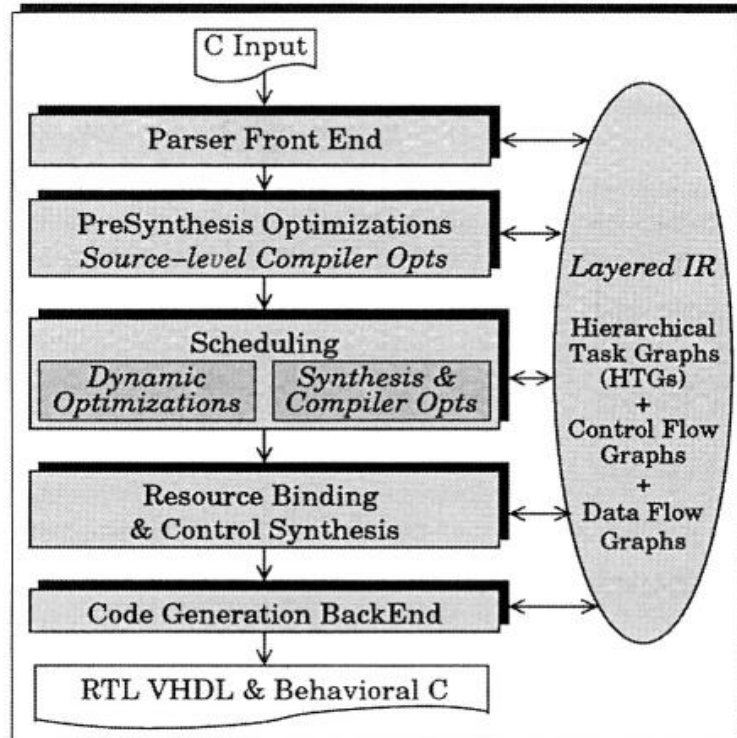 C Input
Parser Front End
PreSynthesis Optimizations
Source–level Compiler Opts
Scheduling
Dynamic
Optimizations
Synthesis &
Compiler Opts
Resource Binding
& Control Synthesis
Code Generation BackEnd
RTL VHDL & Behavioral C
Layered IR
Hierarchical
Task Graphs
(HTGs)
+
Control Flow
Graphs
+
Data Flow
Graphs